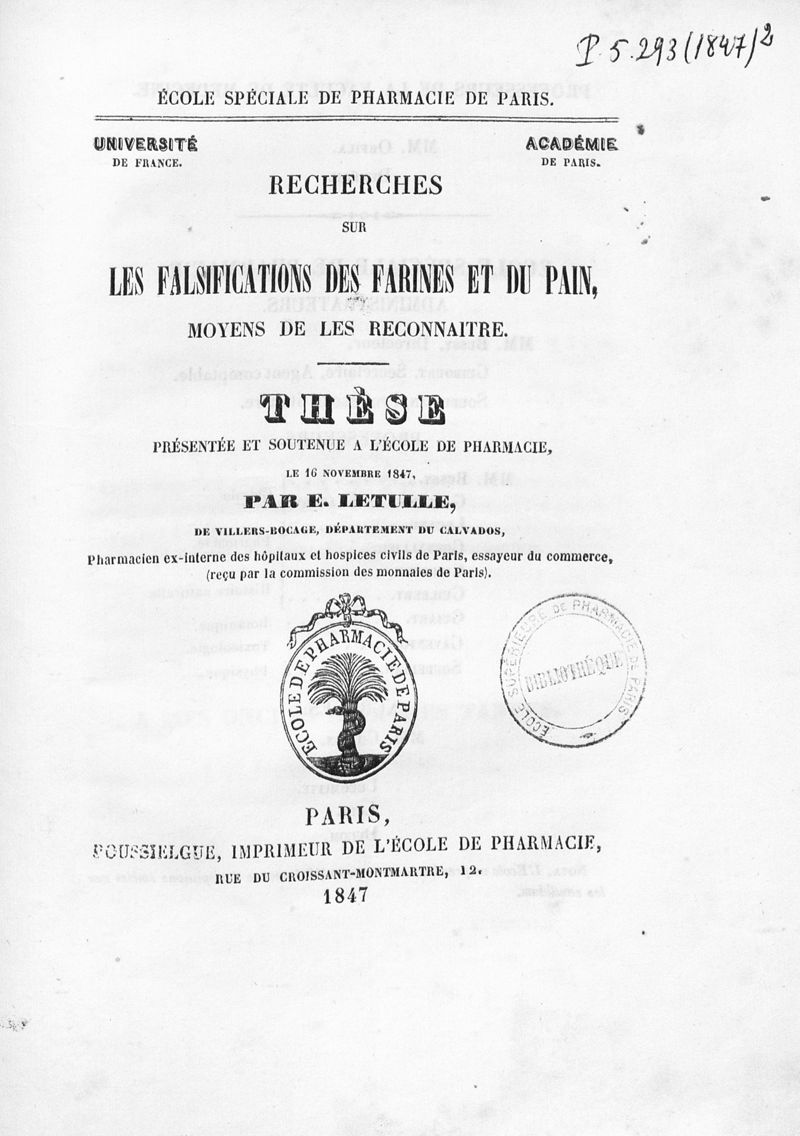 P 5.293 (1847) 2
ÉCOLE SPÉCIALE DE PHARMACIE DE PARIS.
UNIVERSITÉ
DE FRANCE.
ACADÉMIE
DE PARIS.
RECHERCHES
SUR
LES FALSIFICATIONS DES FARINES ET DU PAIN,
MOYENS DE LES RECONNAITRE.
THÈSE
PRÉSENTÉE ET SOUTENUE A L'ÉCOLE DE PHARMACIE,
LE 16 NOVEMBRE 1847,
PAR E. LETULLE,
DE VILLERS-BOCAGE, DÉPARTEMENT DU CALVADOS,
Pharmacien ex-interne des hôpitaux et hospices civils de Paris, essayeur du commerce,
(reçu par la commission des monnaies de Paris).
ECOLE DE PHARMACIE DE PARIS
ECOLE SUPÉRIEURE DE PHARMACIE DE PARIS
BIBLIOTHÈQUE
PARIS,
POUSSIELGUE, IMPRIMEUR DE L'ÉCOLE DE PHARMACIE,
RUE DU CROISSANT-MONTMARTRE, 12.
1847